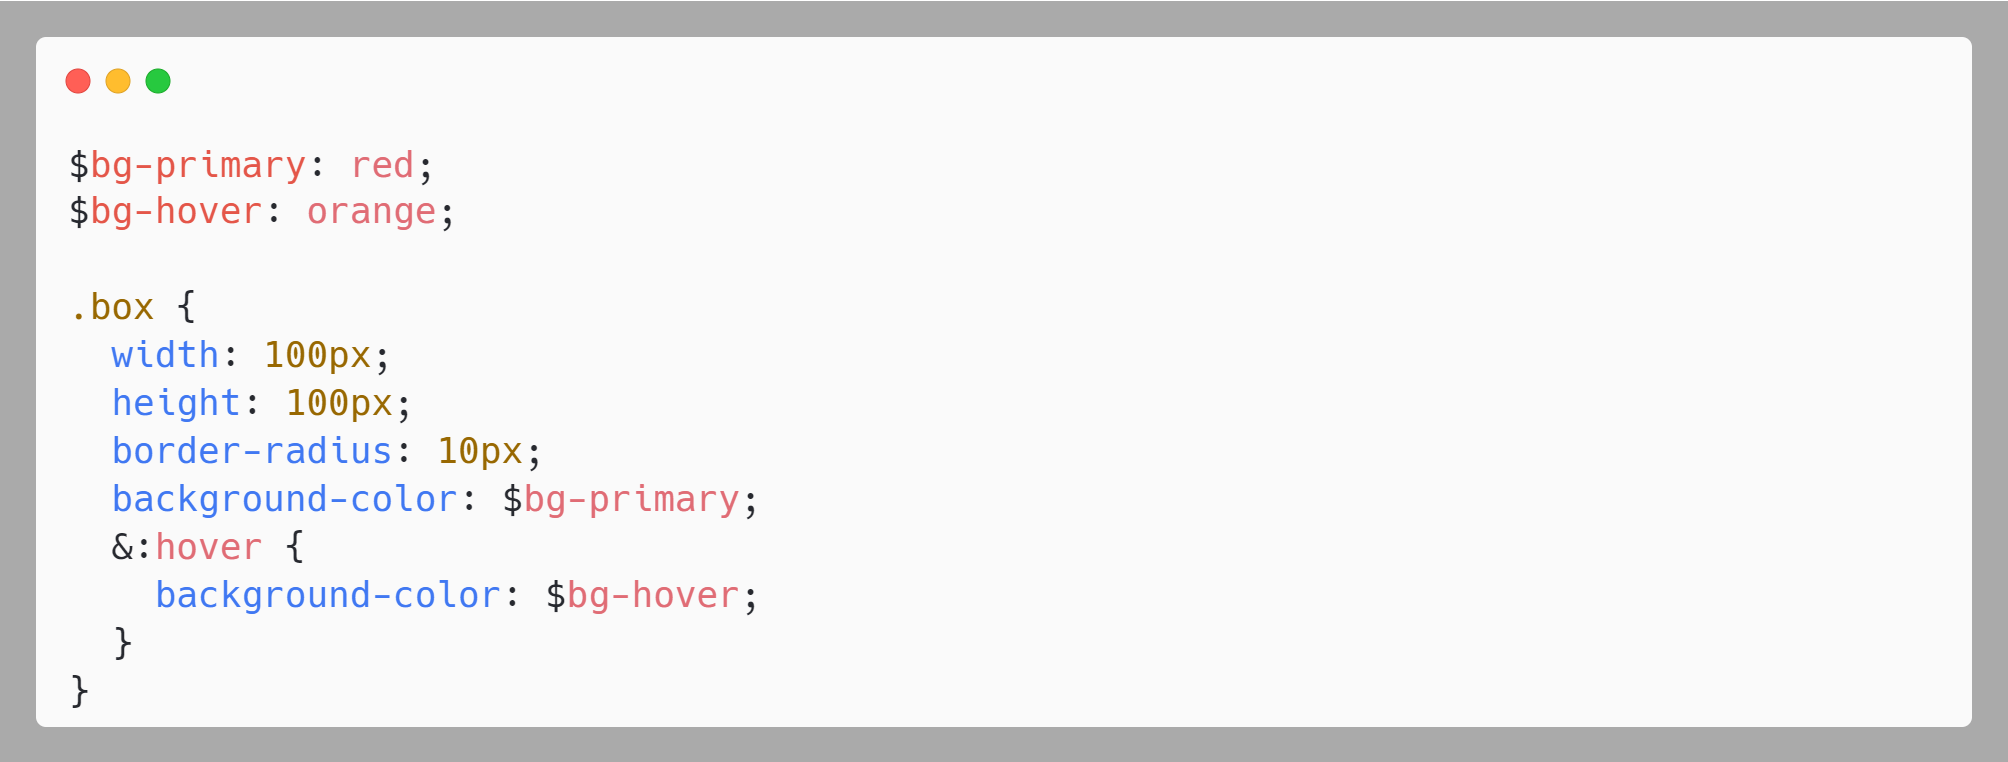 $bg-primary: red;
$bg-hover: orange;

.box {
  width: 100px;
  height: 100px;
  border-radius: 10px;
  background-color: $bg-primary;
  &:hover {
    background-color: $bg-hover;
  }
}